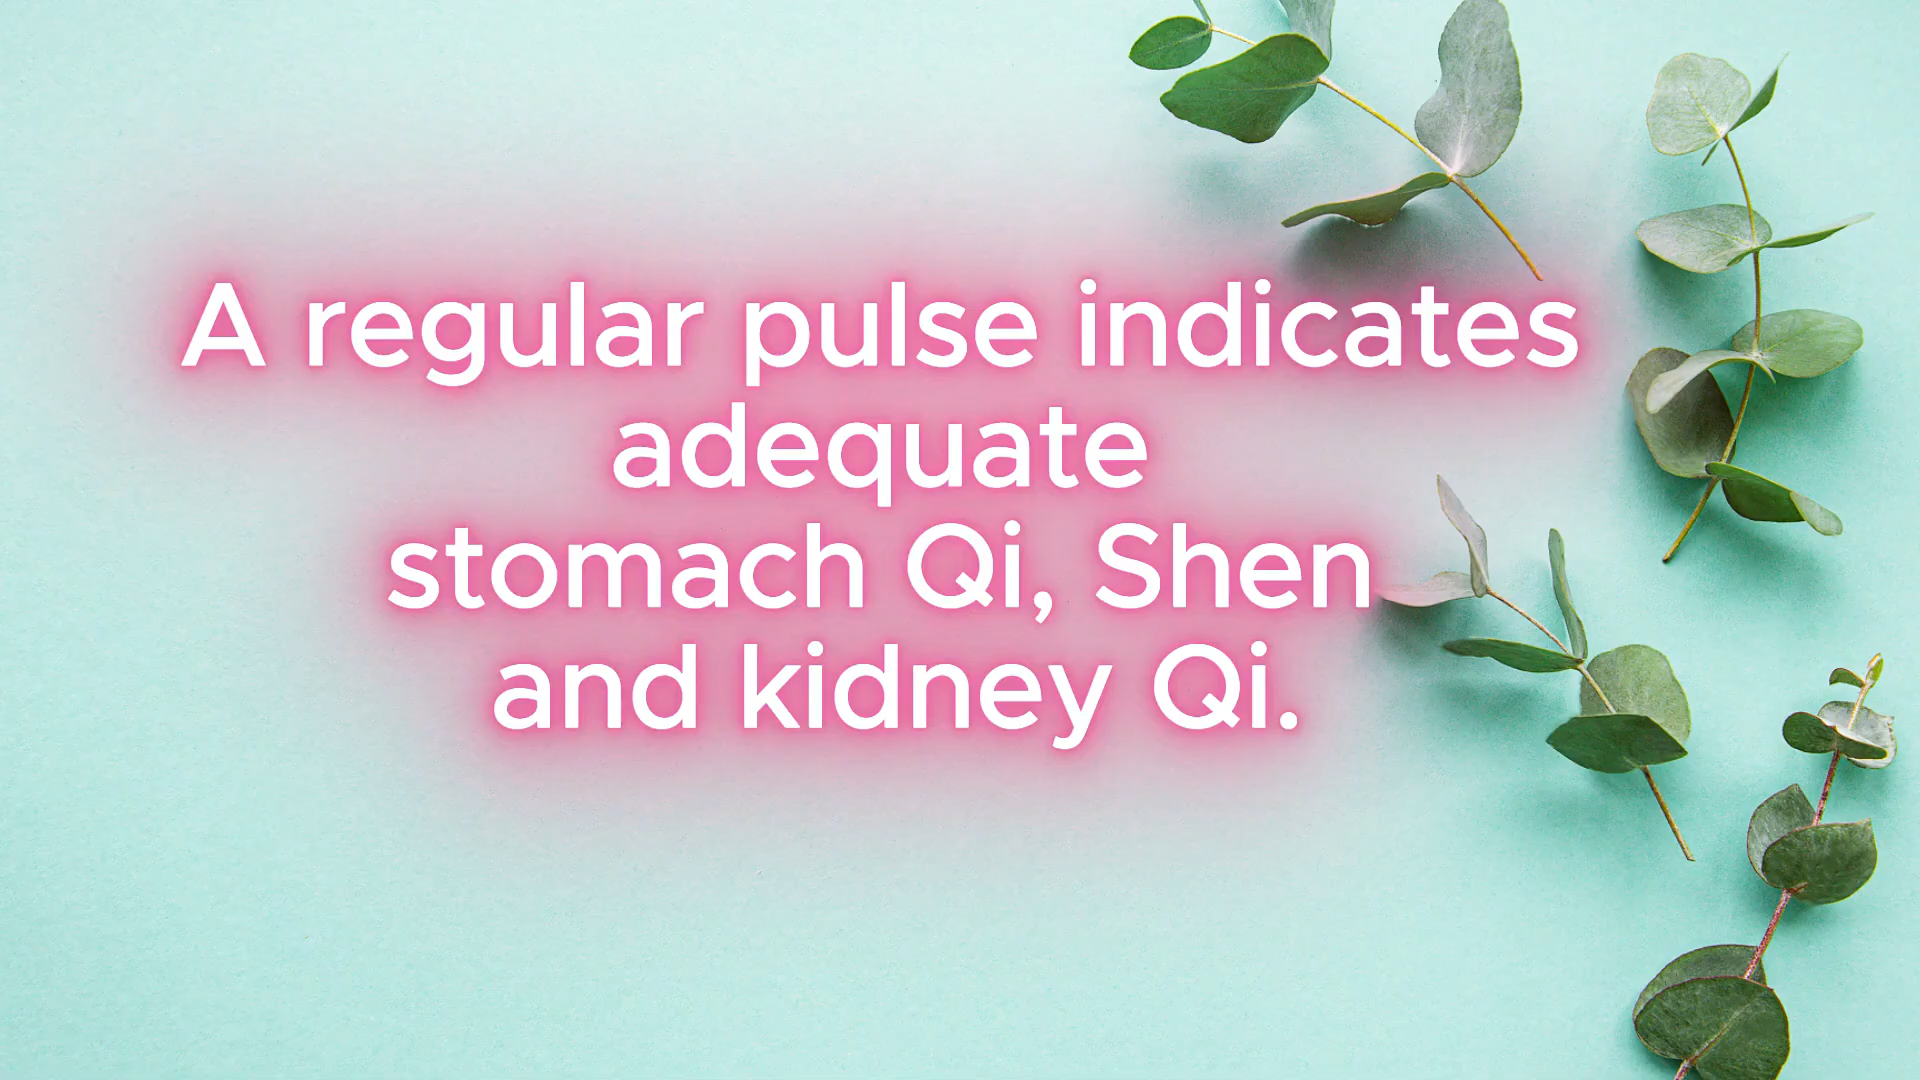 A regular pulse indicates
adequate
stomach Qi, Shen
and kidney Qi.